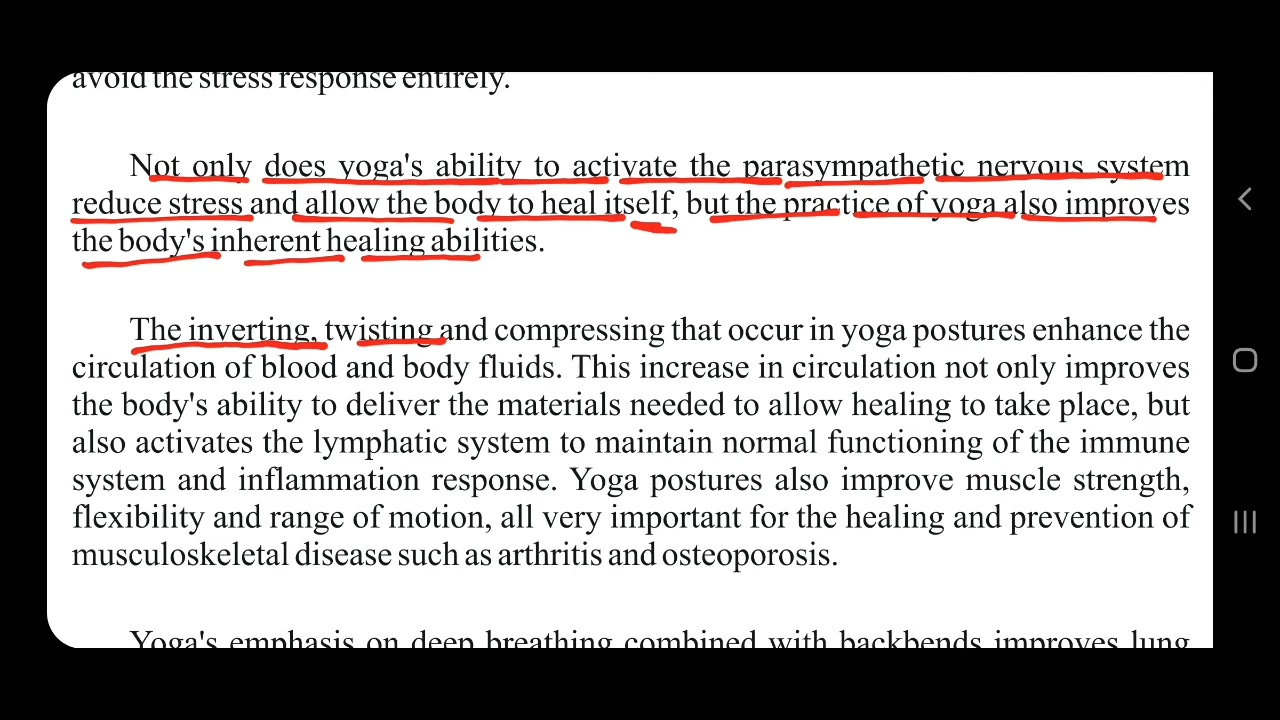 avoid the stress response entirely.
Not only does yoga's ability to activate the parasympathetic nervous system
reduce stress and allow the body to heal itself, but the practice of yoga also improves
the body's inherent healing abilities.
The inverting, twisting and compressing that occur in yoga postures enhance the
circulation of blood and body fluids. This increase in circulation not only improves
the body's ability to deliver the materials needed to allow healing to take place, but
also activates the lymphatic system to maintain normal functioning of the immune
system and inflammation response. Yoga postures also improve muscle strength,
flexibility and range of motion, all very important for the healing and prevention of
musculoskeletal disease such as arthritis and osteoporosis.
Yoga's emphasis on deep breathing combined with backbends improves lung